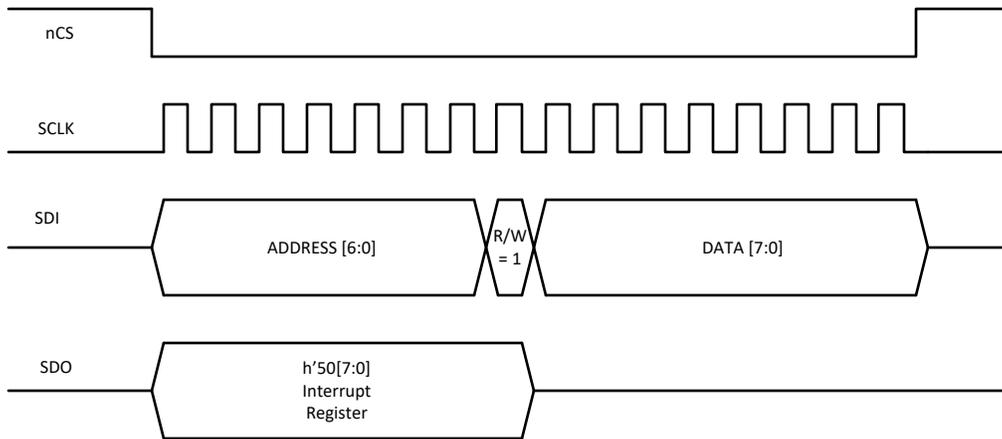 nCS
SCLK
SDI
ADDRESS [6:0]
R/W
= 1
DATA [7:0]
SDO
h’50[7:0]
Interrupt
Register